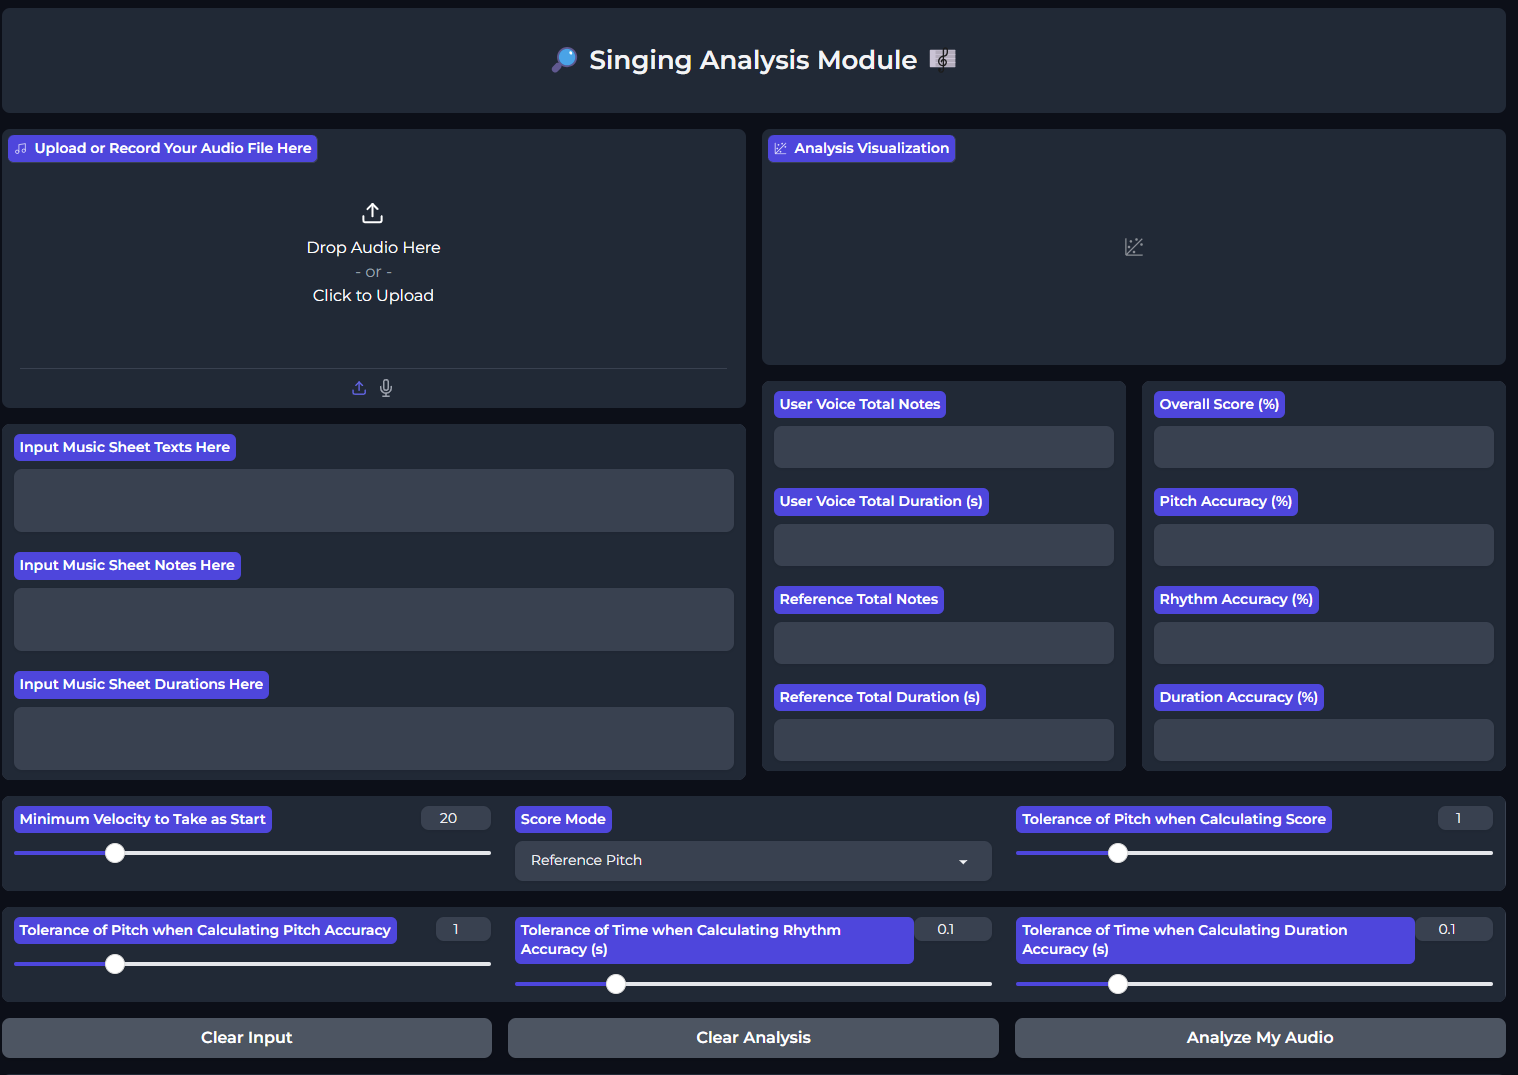 Singing Analysis Module
Upload or Record Your Audio File Here
Drop Audio Here
- or -
Click to Upload
Analysis Visualization
Input Music Sheet Texts Here
Input Music Sheet Notes Here
Input Music Sheet Durations Here
User Voice Total Notes
User Voice Total Duration (s)
Reference Total Notes
Reference Total Duration (s)
Overall Score (%)
Pitch Accuracy (%)
Rhythm Accuracy (%)
Duration Accuracy (%)
Minimum Velocity to Take as Start
20
Score Mode
Reference Pitch
Tolerance of Pitch when Calculating Score
1
Tolerance of Pitch when Calculating Pitch Accuracy
1
Tolerance of Time when Calculating Rhythm
Accuracy (s)
0.1
Tolerance of Time when Calculating Duration
Accuracy (s)
0.1
Clear Input
Clear Analysis
Analyze My Audio